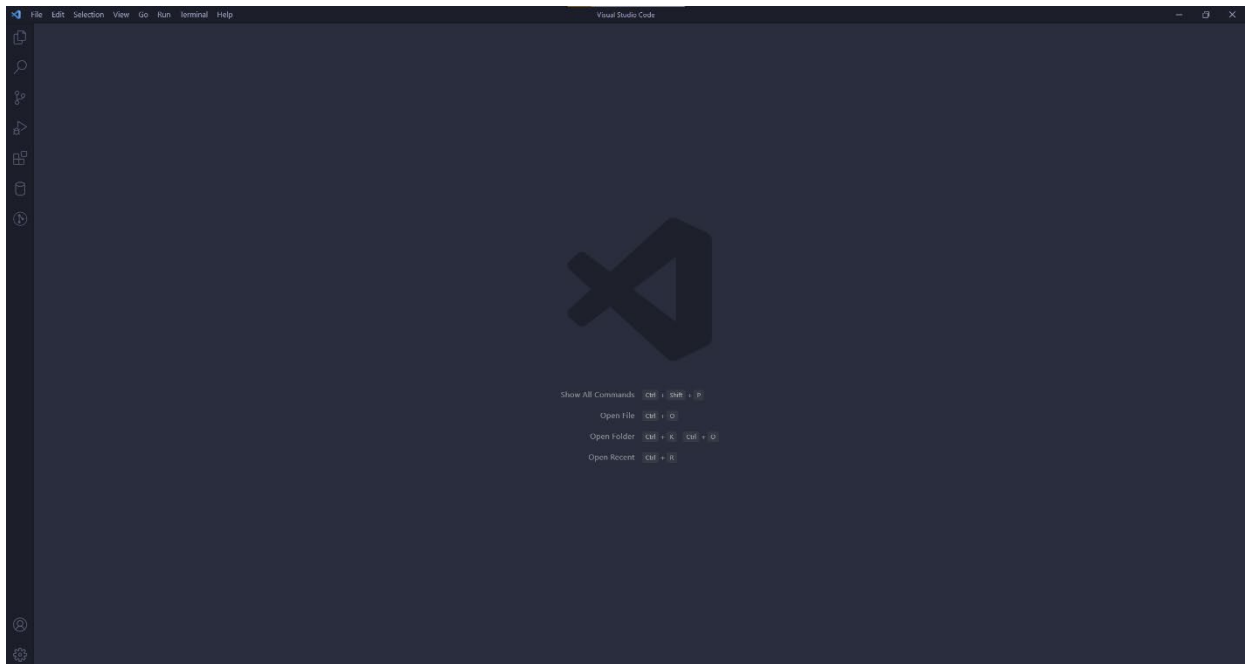 File Edit Selection View Go Run Terminal Help Visual Studio Code
Show All Commands Ctrl + Shift + P
Open File Ctrl + O
Open Folder Ctrl + K Ctrl + O
Open Recent Ctrl + R